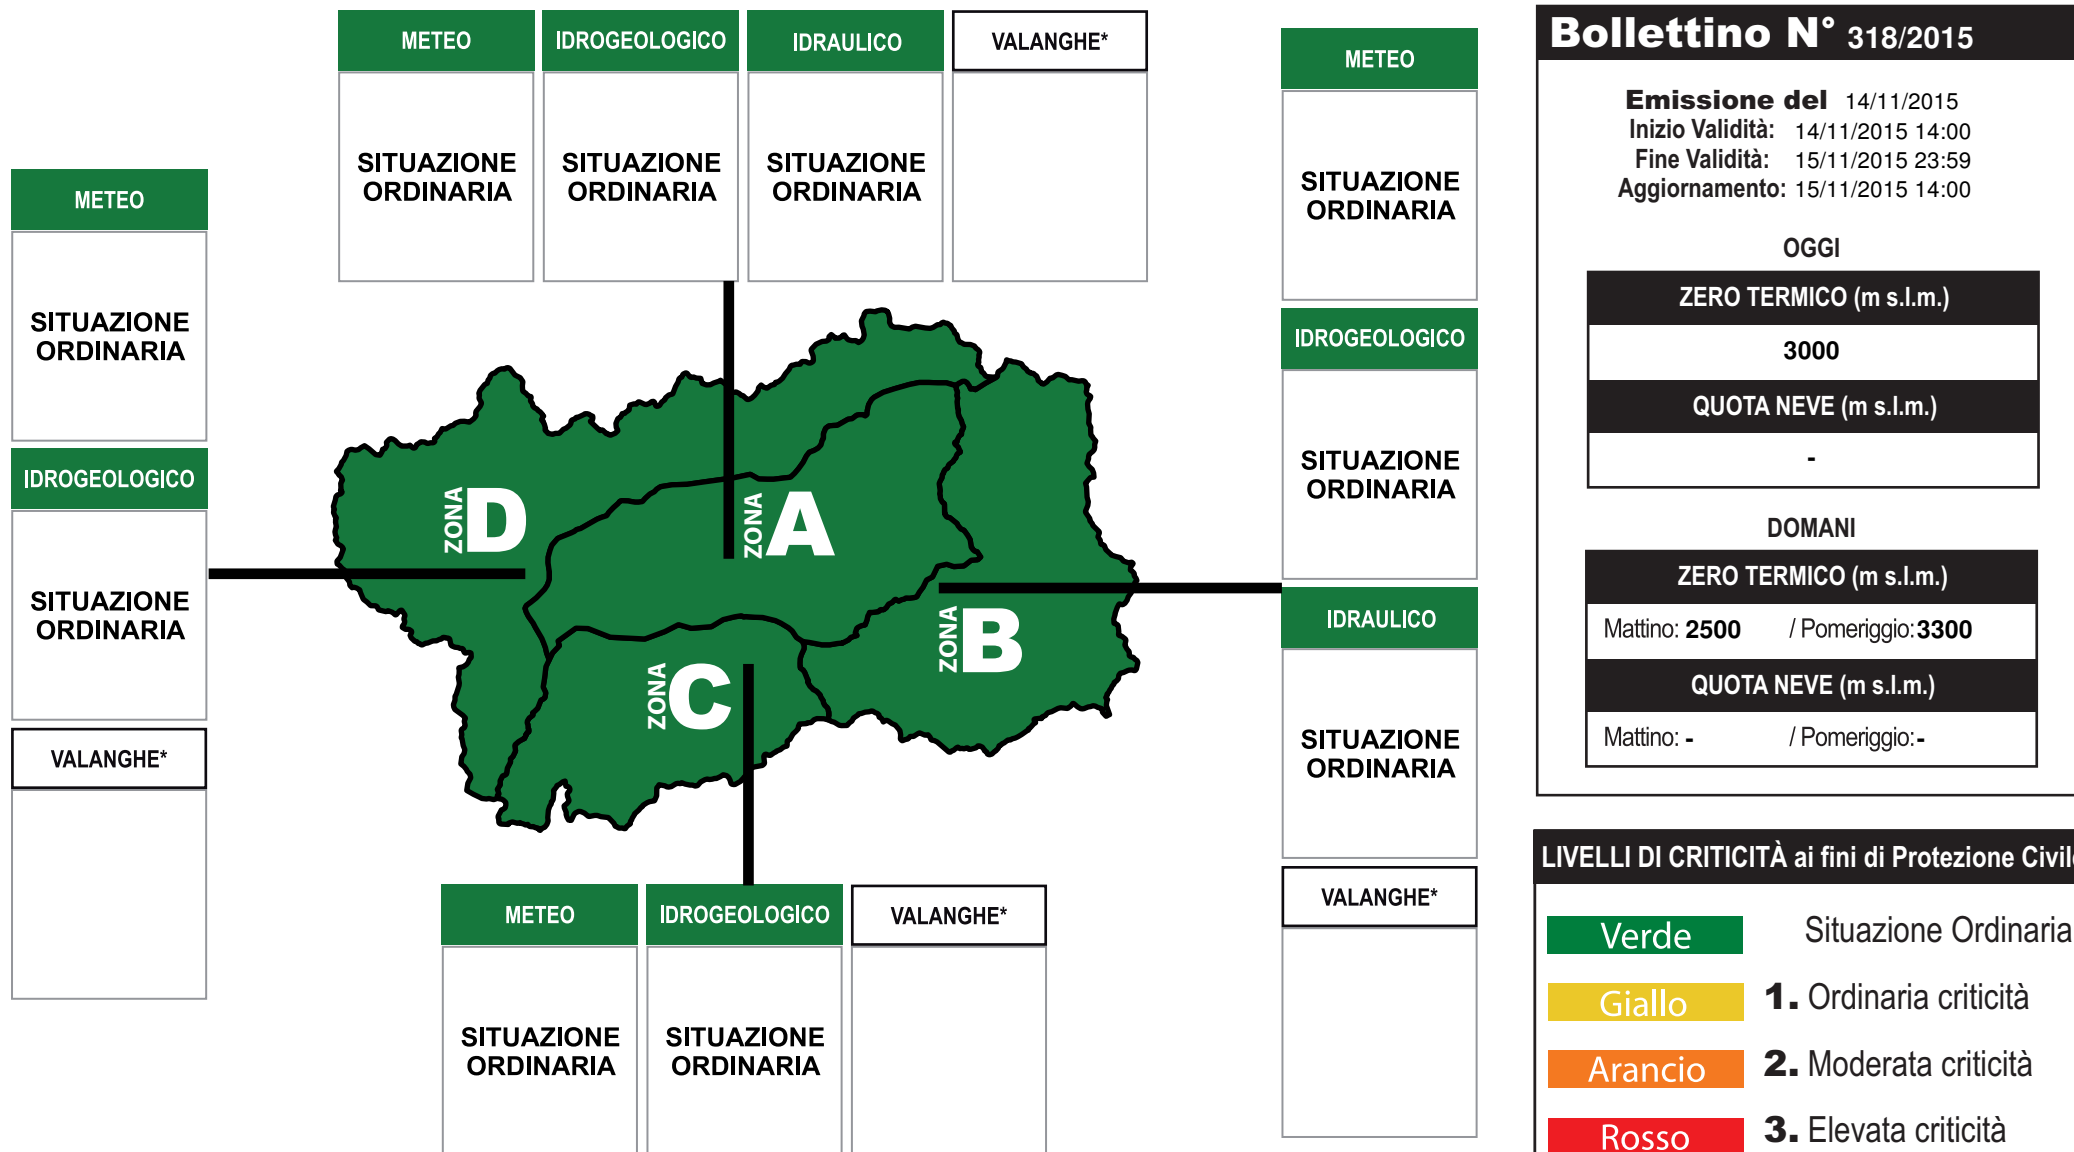 METEO
IDROGEOLOGICO
IDRAULICO
VALANGHE*
SITUAZIONE
ORDINARIA
SITUAZIONE
ORDINARIA
SITUAZIONE
ORDINARIA
METEO
SITUAZIONE
ORDINARIA
IDROGEOLOGICO
SITUAZIONE
ORDINARIA
VALANGHE*
ZONA D
ZONA A
ZONA B
ZONA C
METEO
SITUAZIONE
ORDINARIA
IDROGEOLOGICO
SITUAZIONE
ORDINARIA
IDRAULICO
SITUAZIONE
ORDINARIA
VALANGHE*
METEO
IDROGEOLOGICO
VALANGHE*
SITUAZIONE
ORDINARIA
SITUAZIONE
ORDINARIA
Bollettino N° 318/2015
Emissione del 14/11/2015
Inizio Validità: 14/11/2015 14:00
Fine Validità: 15/11/2015 23:59
Aggiornamento: 15/11/2015 14:00
OGGI
ZERO TERMICO (m s.l.m.)
3000
QUOTA NEVE (m s.l.m.)
-
DOMANI
ZERO TERMICO (m s.l.m.)
Mattino: 2500 / Pomeriggio: 3300
QUOTA NEVE (m s.l.m.)
Mattino: - / Pomeriggio: -
LIVELLI DI CRITICITÀ ai fini di Protezione Civile
Verde Situazione Ordinaria
Giallo 1. Ordinaria criticità
Arancio 2. Moderata criticità
Rosso 3. Elevata criticità